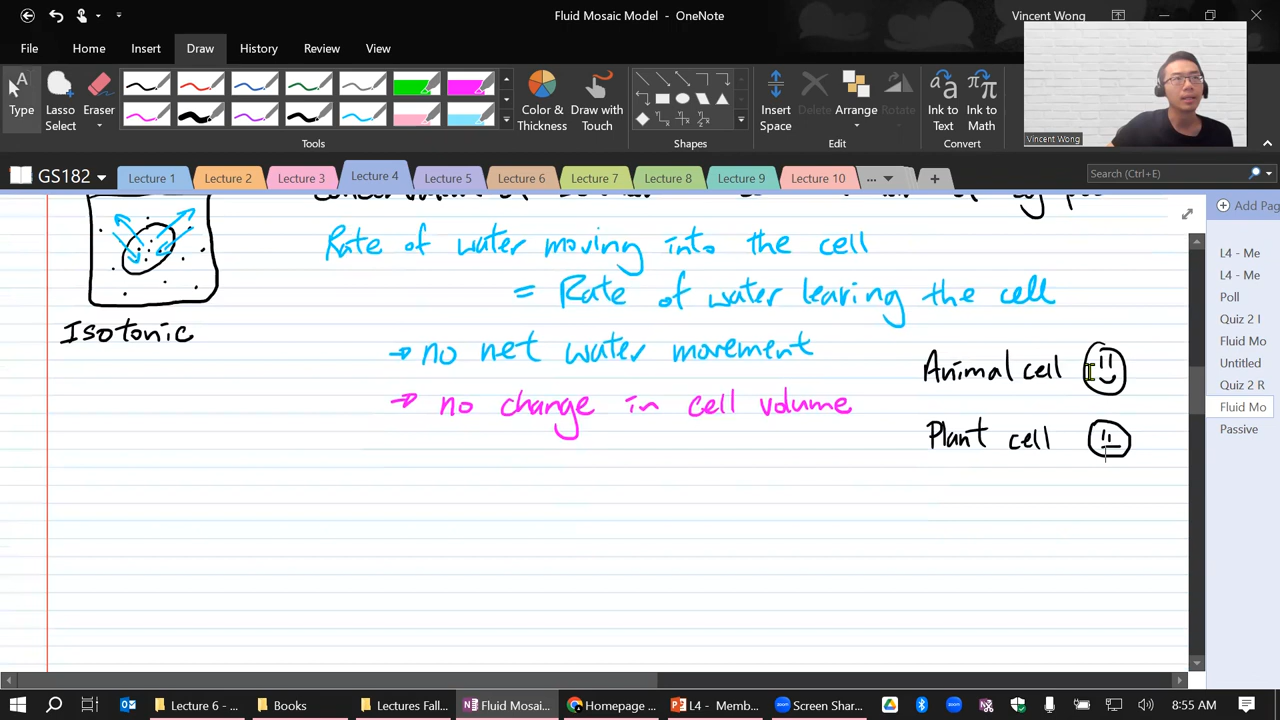 Fluid Mosaic Model - OneNote
Vincent Wong
File Home Insert Draw History Review View
Type
Lasso Select
Eraser
Color & Thickness
Draw with Touch
Insert Space
Delete
Arrange
Rotate
Ink to Text
Ink to Math
Tools
Shapes
Edit
Convert
Vincent Wong
GS182
Lecture 1 Lecture 2 Lecture 3 Lecture 4 Lecture 5 Lecture 6 Lecture 7 Lecture 8 Lecture 9 Lecture 10 ...
Search (Ctrl+E)
Add Pag
L4 - Me
L4 - Me
Poll
Quiz 2 I
Fluid Mo
Untitled
Quiz 2 R
Fluid Mo
Passive
Rate of water moving into the cell
= Rate of water leaving the cell
Isotonic
→ no net water movement
→ no change in cell volume
Animal cell
Plant cell
Lecture 6 - ...
Books
Lectures Fall...
Fluid Mosai...
Homepage ...
L4 - Memb...
Screen Shar...
8:55 AM